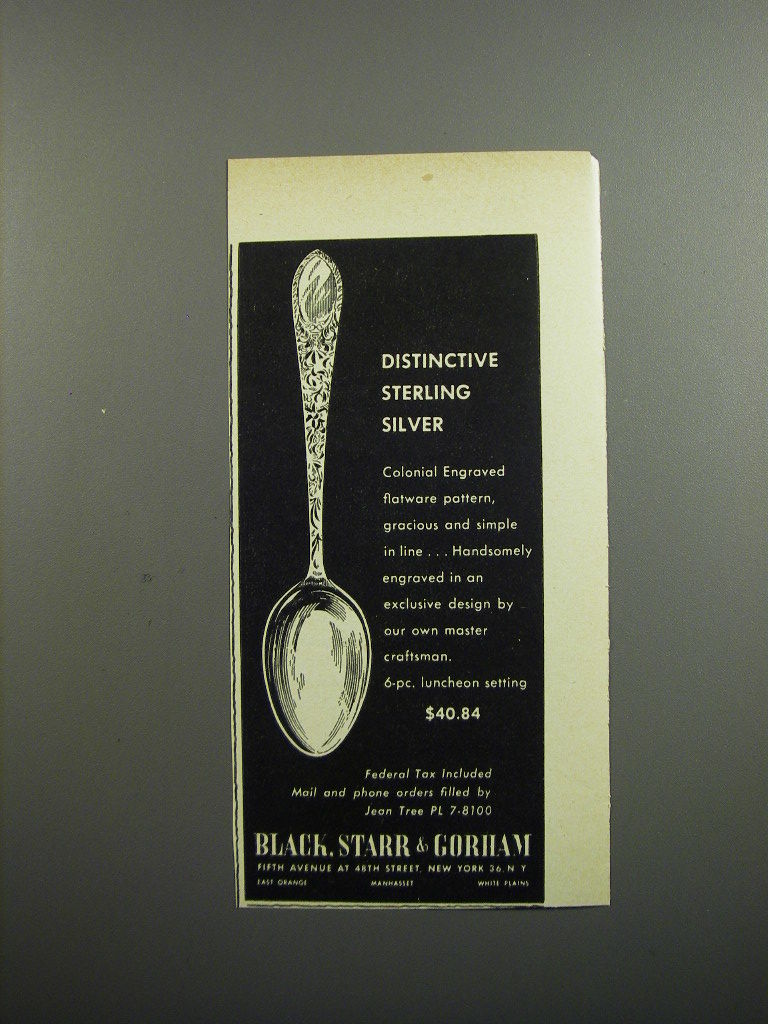 DISTINCTIVE
STERLING
SILVER
Colonial Engraved
flatware pattern,
gracious and simple
in line . . . Handsomely
engraved in an
exclusive design by
our own master
craftsman.
6-pc. luncheon setting
$40.84
Federal Tax Included
Mail and phone orders filled by
Jean Tree PL 7-8100
BLACK, STARR & GORHAM
FIFTH AVENUE AT 48TH STREET, NEW YORK 36, N Y
EAST ORANGE MANHASSET WHITE PLAINS